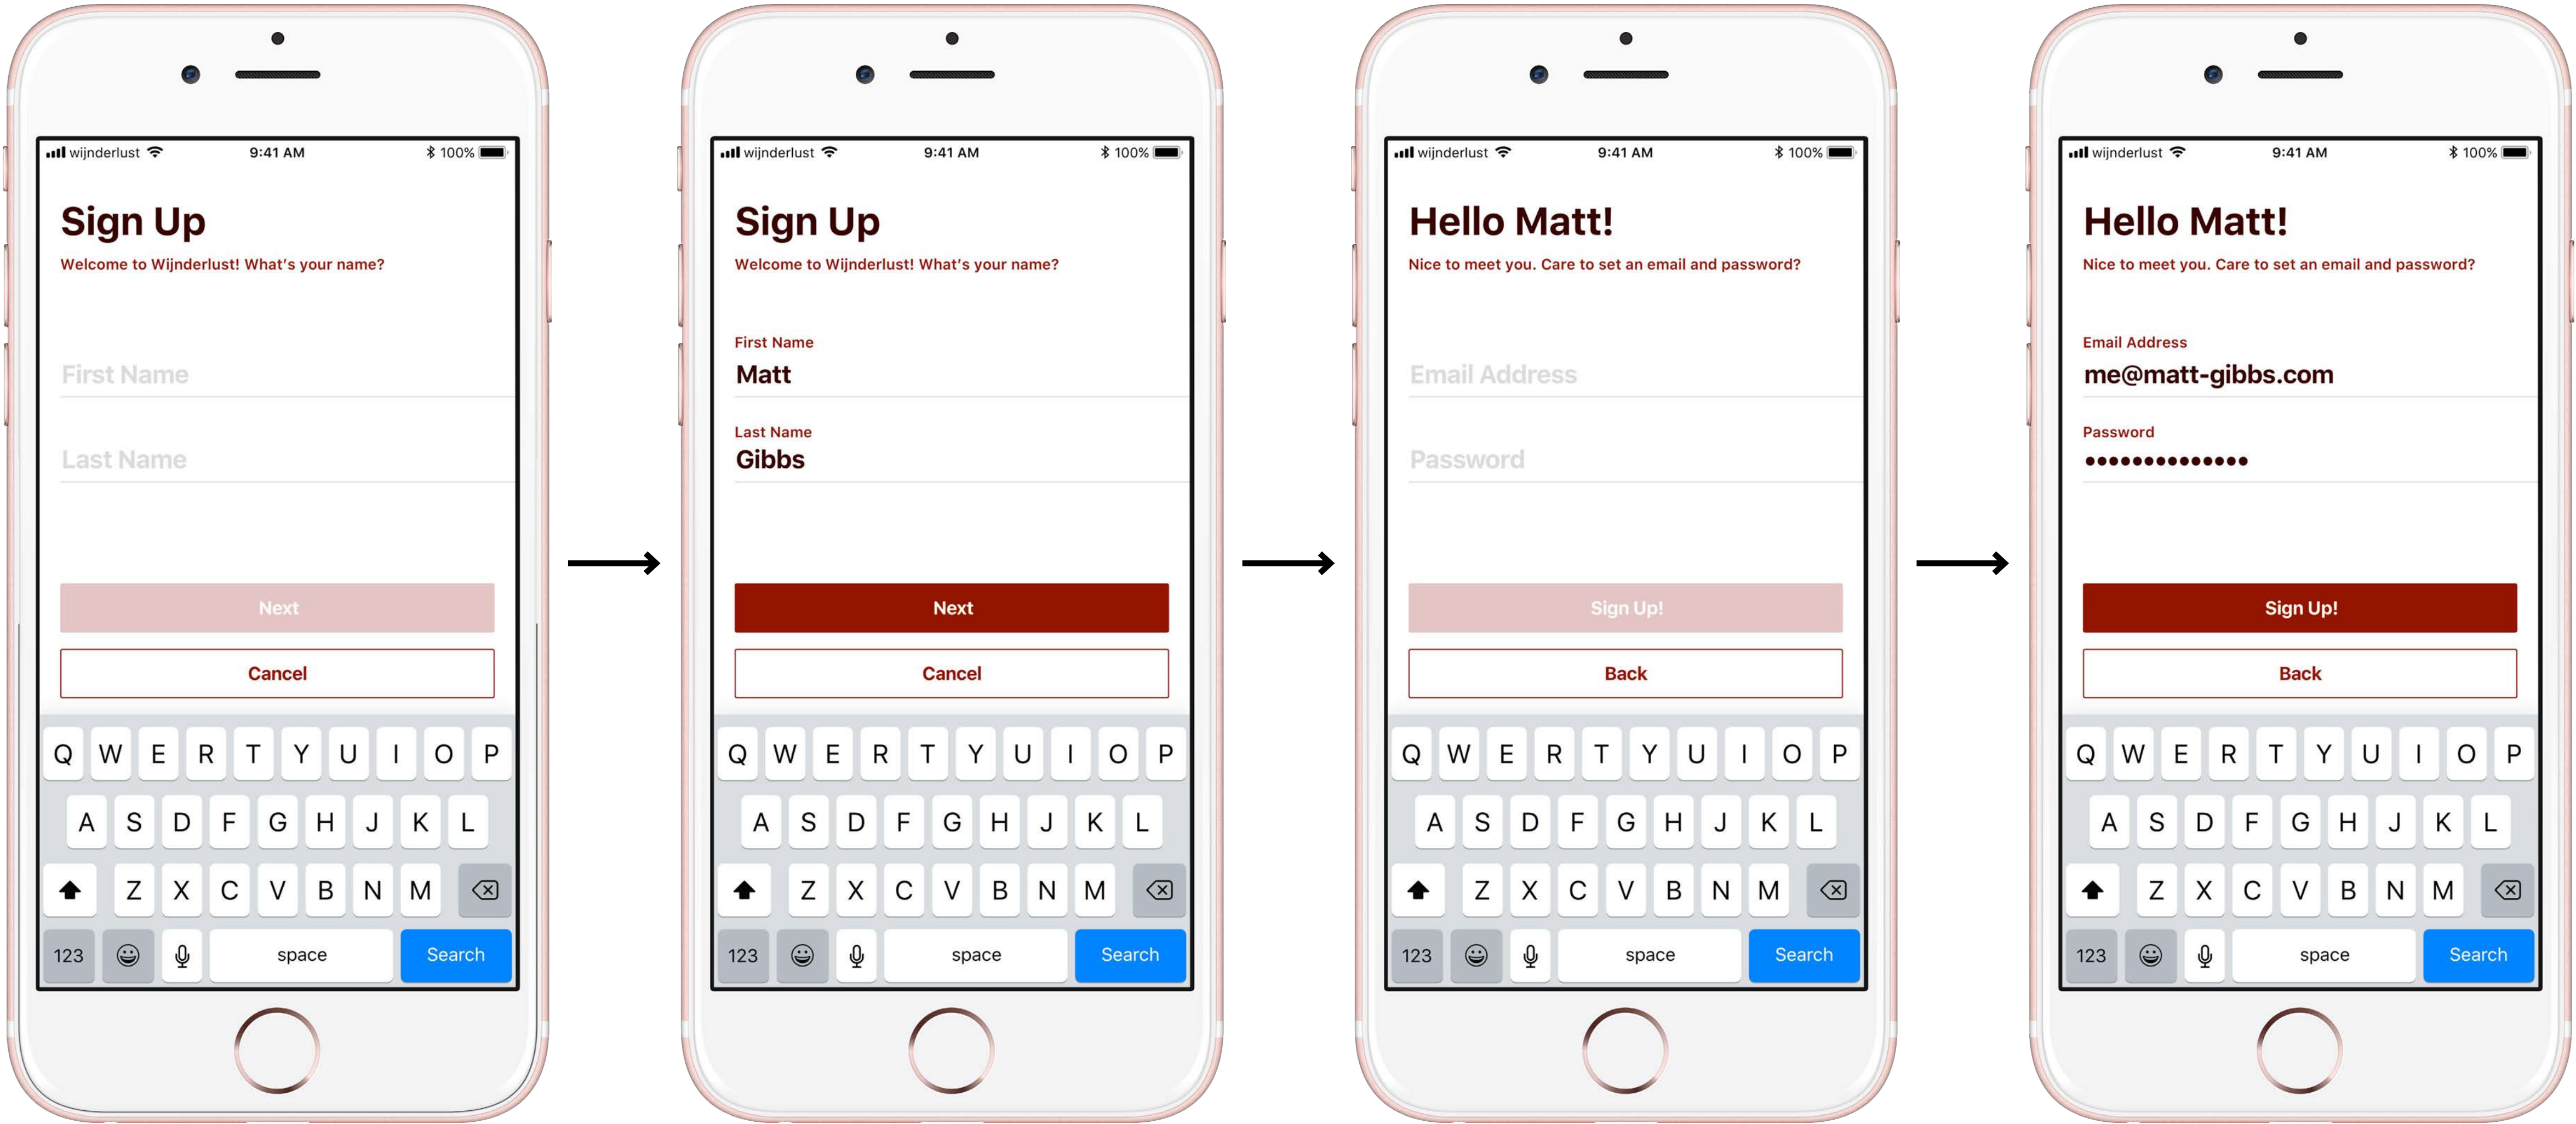 wijnderlust 9:41 AM 100%
Sign Up
Welcome to Wijnderlust! What's your name?
First Name
Last Name
Next
Cancel
Q W E R T Y U I O P
A S D F G H J K L
Z X C V B N M
123 space Search
wijnderlust 9:41 AM 100%
Sign Up
Welcome to Wijnderlust! What's your name?
First Name
Matt
Last Name
Gibbs
Next
Cancel
Q W E R T Y U I O P
A S D F G H J K L
Z X C V B N M
123 space Search
wijnderlust 9:41 AM 100%
Hello Matt!
Nice to meet you. Care to set an email and password?
Email Address
Password
Sign Up!
Back
Q W E R T Y U I O P
A S D F G H J K L
Z X C V B N M
123 space Search
wijnderlust 9:41 AM 100%
Hello Matt!
Nice to meet you. Care to set an email and password?
Email Address
me@matt-gibbs.com
Password
••••••••••••••
Sign Up!
Back
Q W E R T Y U I O P
A S D F G H J K L
Z X C V B N M
123 space Search